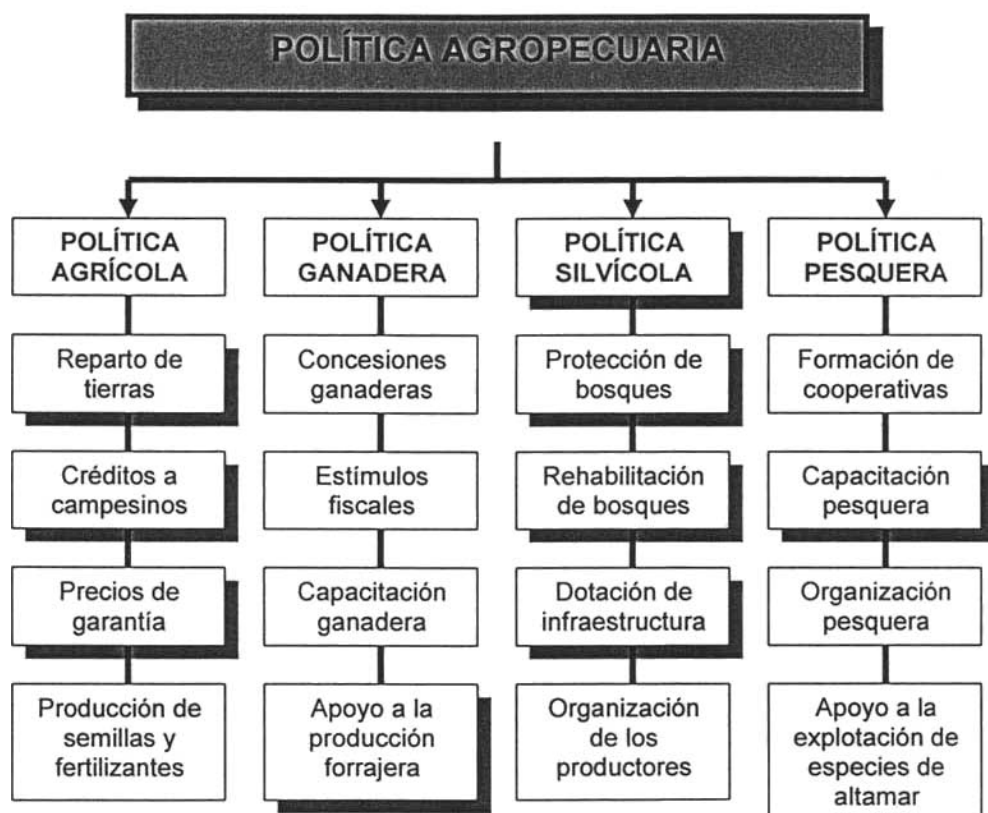 POLÍTICA AGROPECUARIA
POLÍTICA
AGRÍCOLA
Reparto de
tierras
Créditos a
campesinos
Precios de
garantía
Producción de
semillas y
fertilizantes
POLÍTICA
GANADERA
Concesiones
ganaderas
Estímulos
fiscales
Capacitación
ganadera
Apoyo a la
producción
forrajera
POLÍTICA
SILVÍCOLA
Protección de
bosques
Rehabilitación
de bosques
Dotación de
infraestructura
Organización
de los
productores
POLÍTICA
PESQUERA
Formación de
cooperativas
Capacitación
pesquera
Organización
pesquera
Apoyo a la
explotación de
especies de
altamar